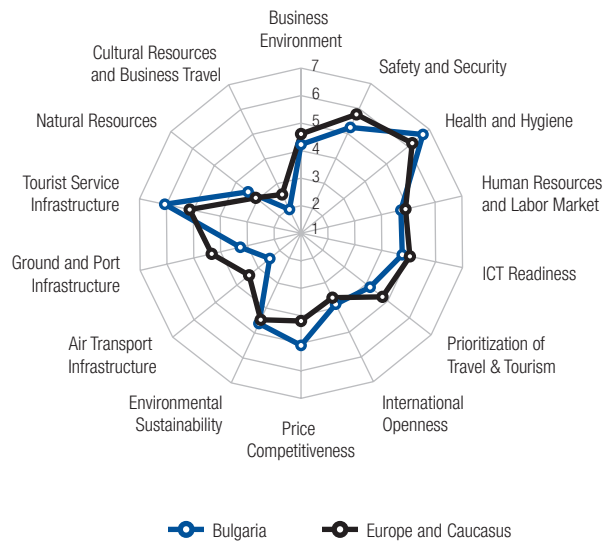 Business
Environment
Cultural Resources
and Business Travel
7
Safety and Security
6
Natural Resources
5
Health and Hygiene
4
3
Tourist Service
Infrastructure
2
Human Resources
and Labor Market
1
Ground and Port
Infrastructure
ICT Readiness
Air Transport
Infrastructure
Prioritization of
Travel & Tourism
Environmental
Sustainability
International
Openness
Price
Competitiveness
Bulgaria
Europe and Caucasus